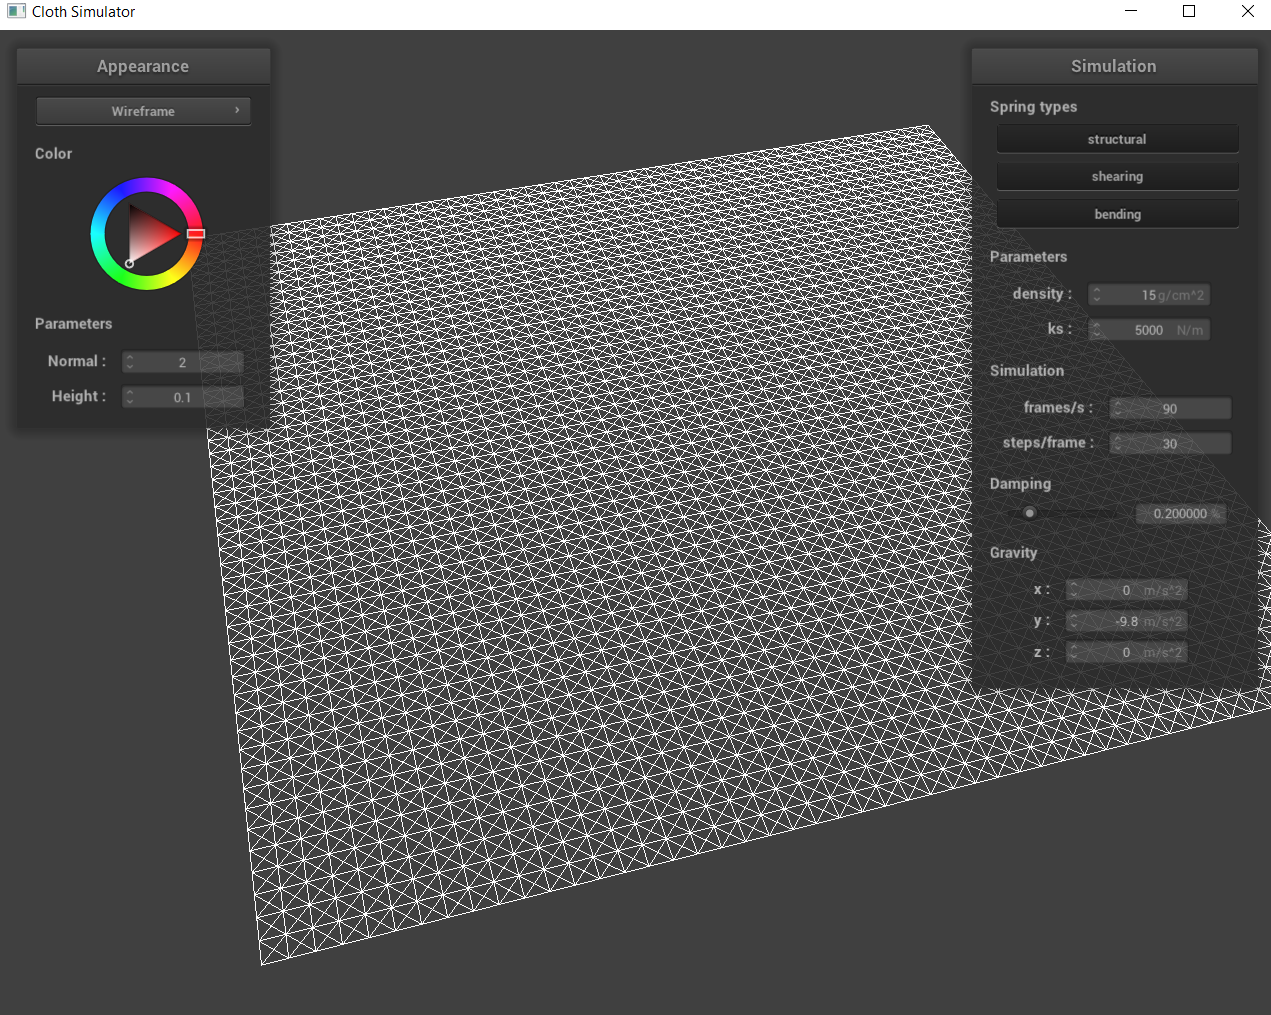 Cloth Simulator
Appearance
Wireframe
Color
Parameters
Normal : 2
Height : 0.1
Simulation
Spring types
structural
shearing
bending
Parameters
density : 15 g/cm^2
ks : 5000 N/m
Simulation
frames/s : 90
steps/frame : 30
Damping
0.200000 %
Gravity
x : 0 m/s^2
y : -9.8 m/s^2
z : 0 m/s^2